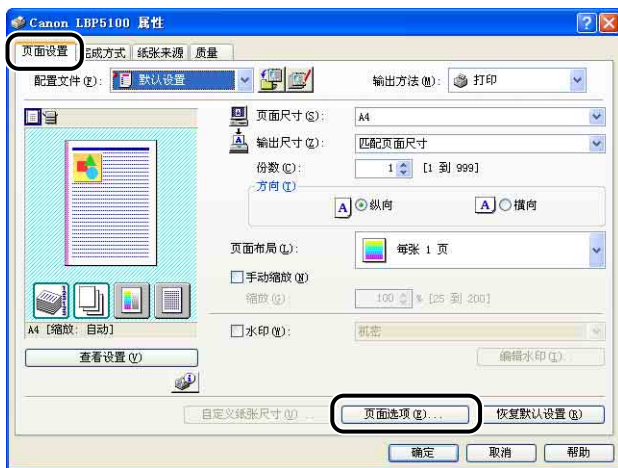 Canon LBP5100 属性
页面设置 完成方式 纸张来源 质量
配置文件(F): 默认设置 输出方法(M): 打印
页面尺寸(S): A4
输出尺寸(Z): 匹配页面尺寸
份数(C): 1 [1 到 999]
方向(I)
A 纵向 A 横向
页面布局(L): 每张 1 页
手动缩放(N)
缩放(G): 100 % [25 到 200]
A4 [缩放: 自动]
水印(W): 机密
查看设置(V) 编辑水印(T)...
自定义纸张尺寸(U)... 页面选项(E)... 恢复默认设置(R)
确定 取消 帮助